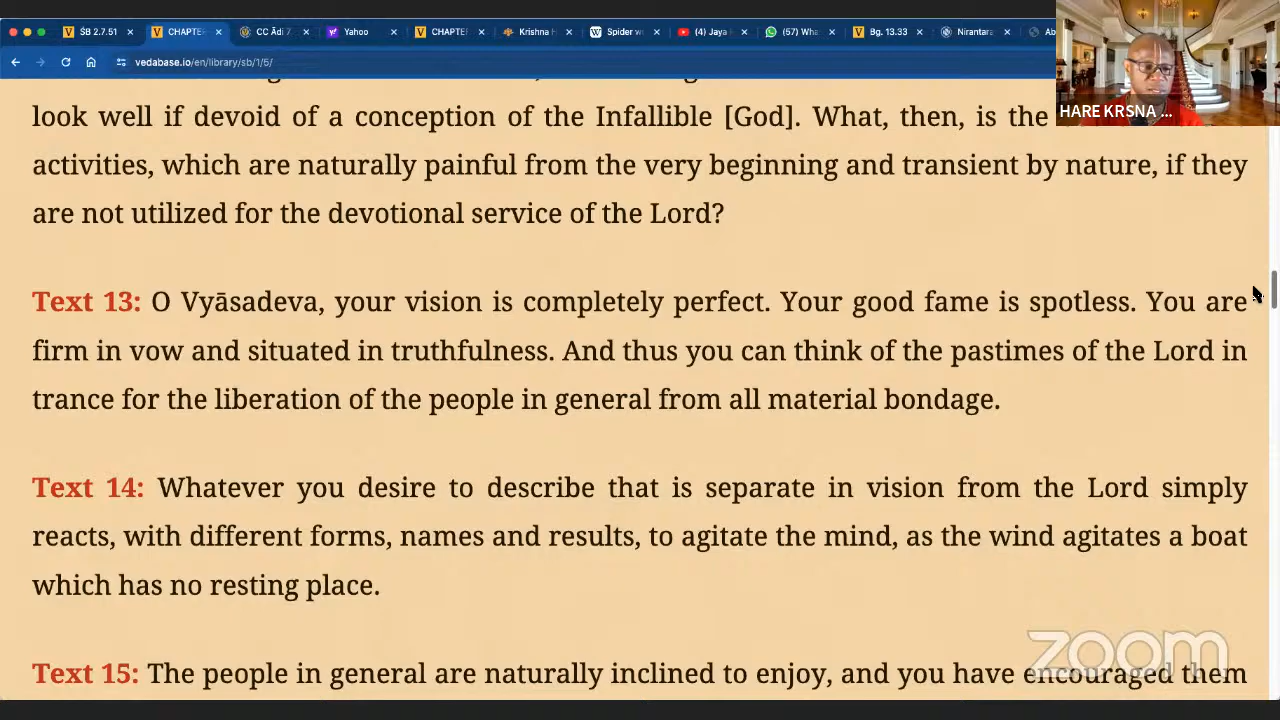 ŚB 2.7.51
CHAPTE
CC Ādi 7
Yahoo
CHAPTE
Krishna H
Spider w
(4) Jaya
(57) Wha
Bg. 13.33
Nirantara
Ab
vedabase.io/en/library/sb/1/5/
HARE KRSNA ...
look well if devoid of a conception of the Infallible [God]. What, then, is the
activities, which are naturally painful from the very beginning and transient by nature, if they
are not utilized for the devotional service of the Lord?
Text 13: O Vyāsadeva, your vision is completely perfect. Your good fame is spotless. You are
firm in vow and situated in truthfulness. And thus you can think of the pastimes of the Lord in
trance for the liberation of the people in general from all material bondage.
Text 14: Whatever you desire to describe that is separate in vision from the Lord simply
reacts, with different forms, names and results, to agitate the mind, as the wind agitates a boat
which has no resting place.
zoom
Text 15: The people in general are naturally inclined to enjoy, and you have encouraged them